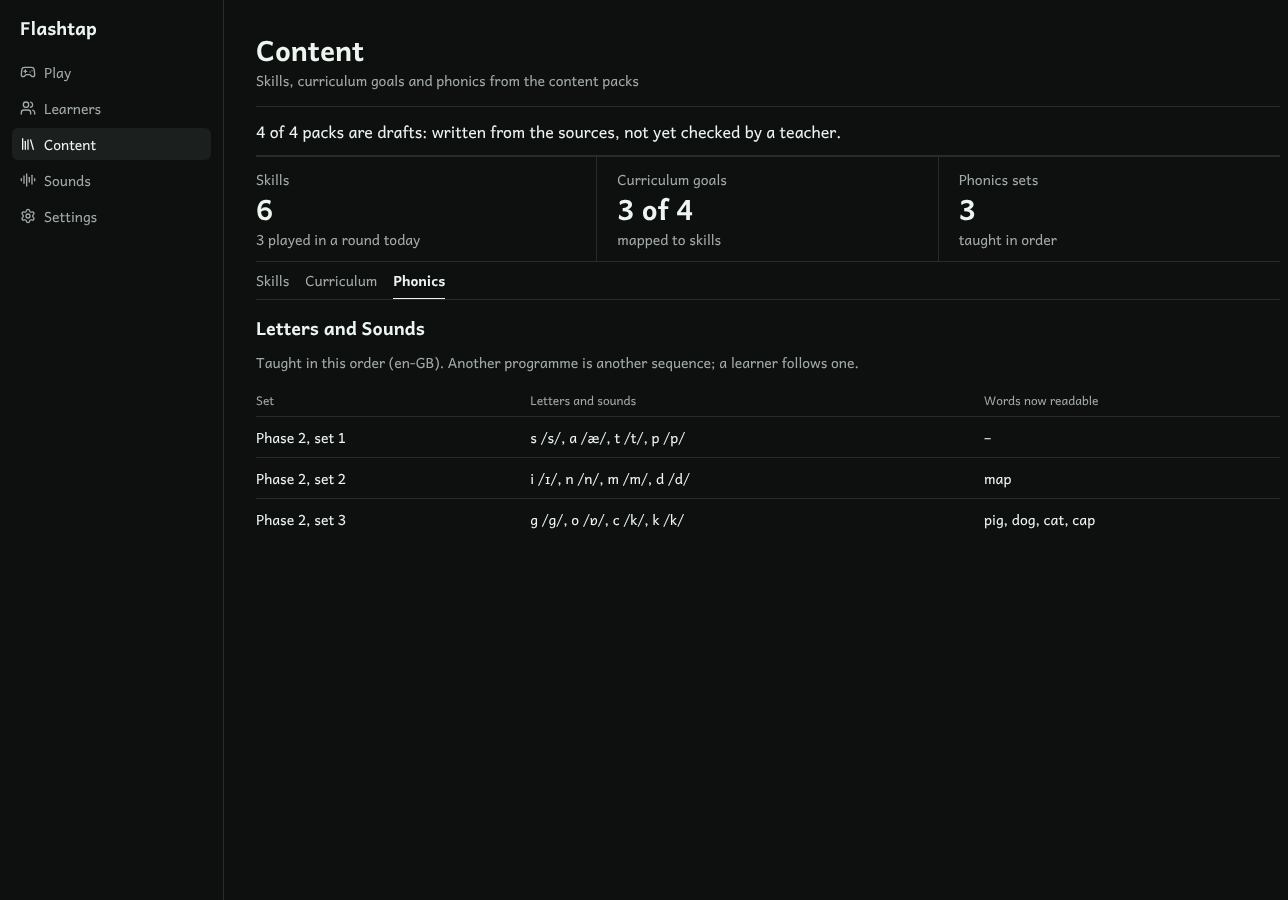 Flashtap
Play
Learners
Content
Sounds
Settings
Content
Skills, curriculum goals and phonics from the content packs
4 of 4 packs are drafts: written from the sources, not yet checked by a teacher.
Skills
6
3 played in a round today
Curriculum goals
3 of 4
mapped to skills
Phonics sets
3
taught in order
Skills Curriculum Phonics
Letters and Sounds
Taught in this order (en-GB). Another programme is another sequence; a learner follows one.
Set Letters and sounds Words now readable
Phase 2, set 1 s /s/, a /æ/, t /t/, p /p/ –
Phase 2, set 2 i /ɪ/, n /n/, m /m/, d /d/ map
Phase 2, set 3 g /ɡ/, o /ɒ/, c /k/, k /k/ pig, dog, cat, cap